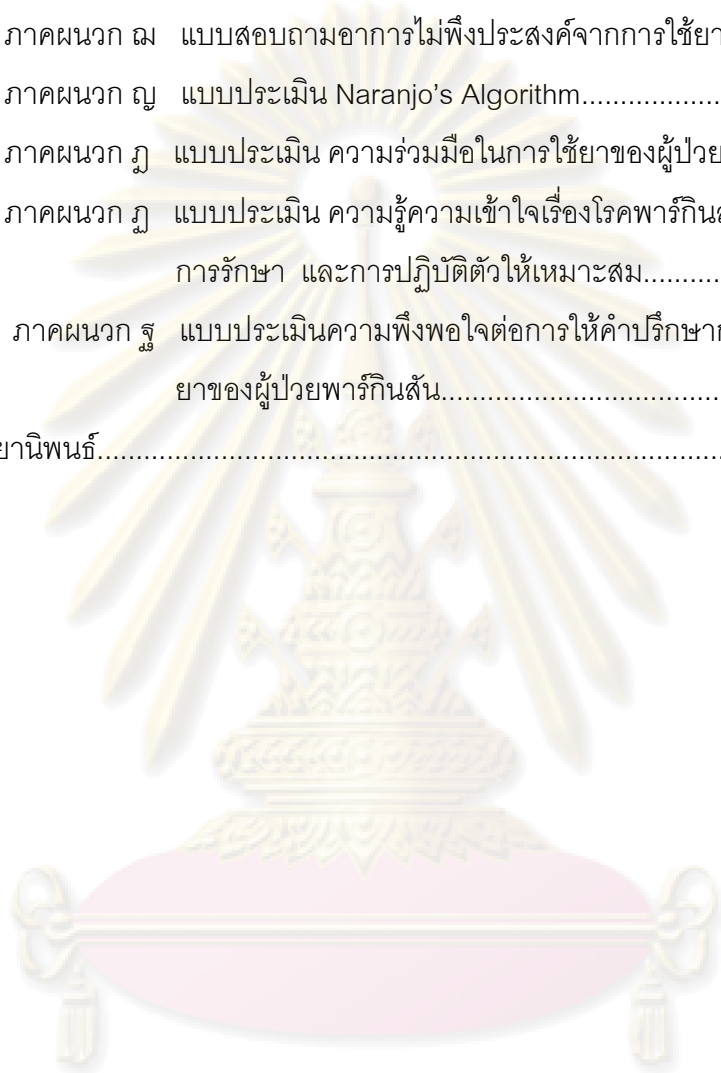 ภาคผนวก ฌ แบบสอบถามอาการไม่พึงประสงค์จากการใช้ยา
ภาคผนวก ญ แบบประเมิน Naranjo’s Algorithm..................
ภาคผนวก ฎ แบบประเมิน ความร่วมมือในการใช้ยาของผู้ป่วย
ภาคผนวก ฏ แบบประเมิน ความรู้ความเข้าใจเรื่องโรคพาร์กินส
การรักษา และการปฏิบัติตัวให้เหมาะสม..........
ภาคผนวก ฐ แบบประเมินความพึงพอใจต่อการให้คำปรึกษาก
ยาของผู้ป่วยพาร์กินสัน....................................
ยานิพนธ์................................................................................